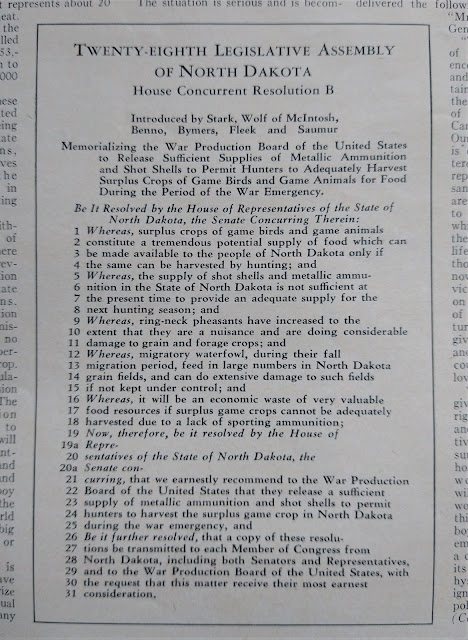 TWENTY-EIGHTH LEGISLATIVE ASSEMBLY
OF NORTH DAKOTA
House Concurrent Resolution B
Introduced by Stark, Wolf of McIntosh,
Benno, Bymers, Fleek and Saumur
Memorializing the War Production Board of the United States
to Release Sufficient Supplies of Metallic Ammunition
and Shot Shells to Permit Hunters to Adequately Harvest
Surplus Crops of Game Birds and Game Animals for Food
During the Period of the War Emergency.
Be It Resolved by the House of Representatives of the State of
North Dakota, the Senate Concurring Therein:
1 Whereas, surplus crops of game birds and game animals
2 constitute a tremendous potential supply of food which can
3 be made available to the people of North Dakota only if
4 the same can be harvested by hunting; and
5 Whereas, the supply of shot shells and metallic ammu-
6 nition in the State of North Dakota is not sufficient at
7 the present time to provide an adequate supply for the
8 next hunting season; and
9 Whereas, ring-neck pheasants have increased to the
10 extent that they are a nuisance and are doing considerable
11 damage to grain and forage crops; and
12 Whereas, migratory waterfowl, during their fall
13 migration period, feed in large numbers in North Dakota
14 grain fields, and can do extensive damage to such fields
15 if not kept under control; and
16 Whereas, it will be an economic waste of very valuable
17 food resources if surplus game crops cannot be adequately
18 harvested due to a lack of sporting ammunition;
19 Now, therefore, be it resolved by the House of
19a Repre-
20 sentatives of the State of North Dakota, the
20a Senate con-
21 curring, that we earnestly recommend to the War Production
22 Board of the United States that they release a sufficient
23 supply of metallic ammunition and shot shells to permit
24 hunters to harvest the surplus game crop in North Dakota
25 during the war emergency, and
26 Be it further resolved, that a copy of these resolu-
27 tions be transmitted to each Member of Congress from
28 North Dakota, including both Senators and Representatives,
29 and to the War Production Board of the United States, with
30 the request that this matter receive their most earnest
31 consideration.